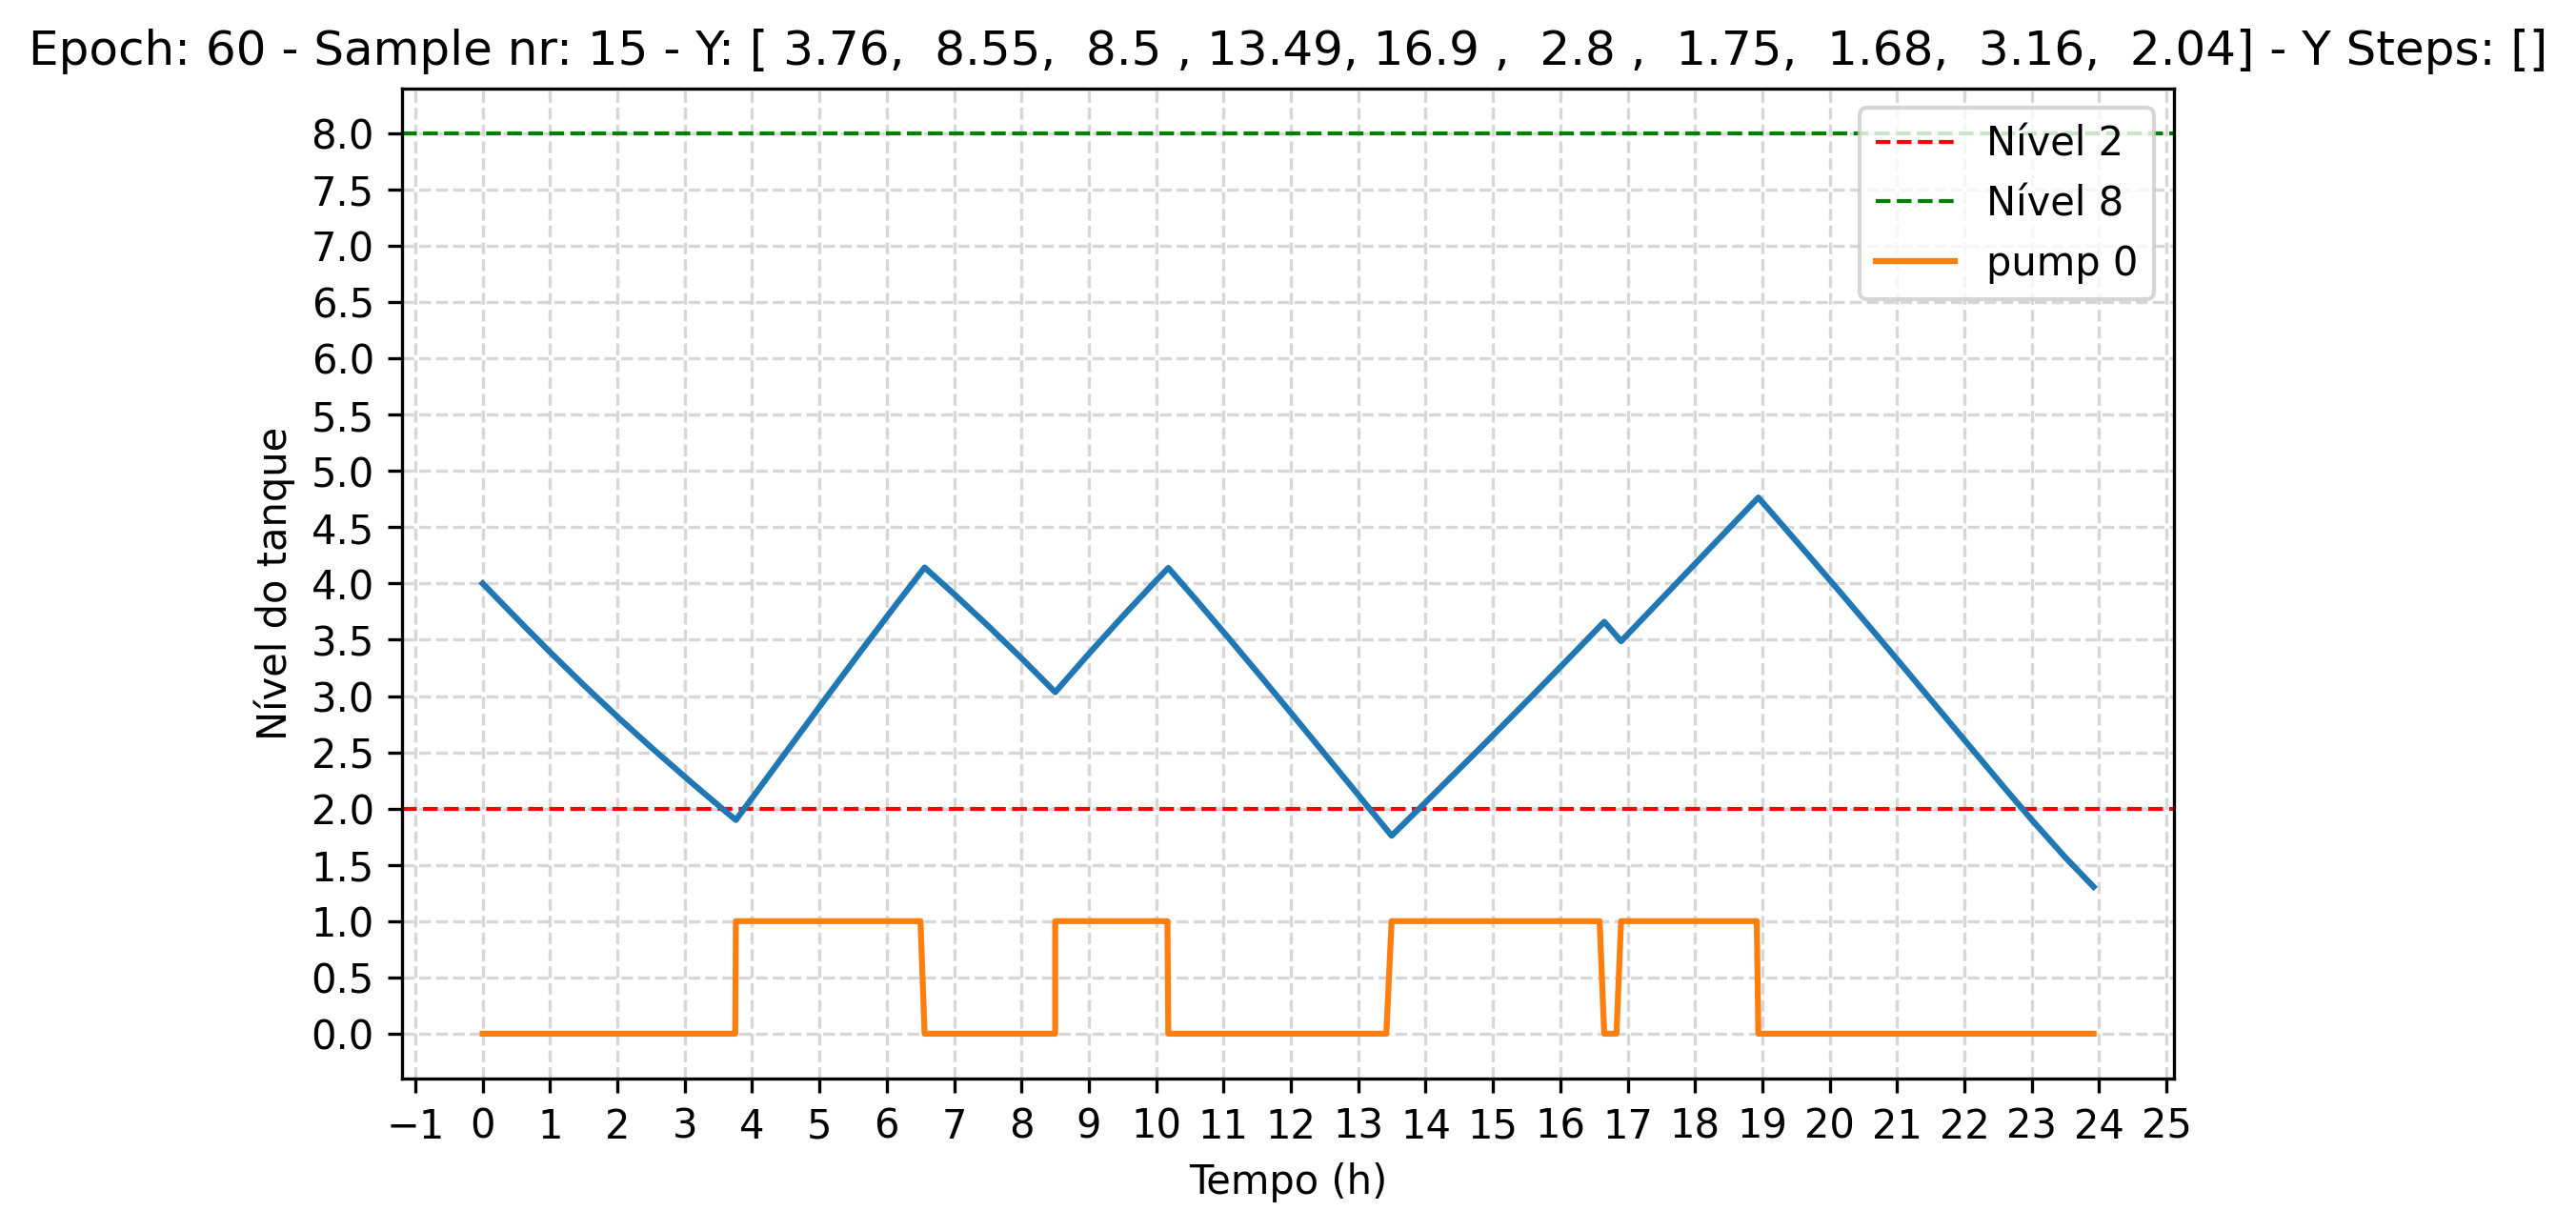 Epoch: 60 - Sample nr: 15 - Y: [ 3.76,  8.55,  8.5 , 13.49, 16.9 ,  2.8 ,  1.75,  1.68,  3.16,  2.04] - Y Steps: []
8.0
7.5
7.0
6.5
6.0
5.5
5.0
4.5
4.0
3.5
3.0
2.5
2.0
1.5
1.0
0.5
0.0
Nível do tanque
Nível 2
Nível 8
pump 0
−1 0 1 2 3 4 5 6 7 8 9 10 11 12 13 14 15 16 17 18 19 20 21 22 23 24 25
Tempo (h)